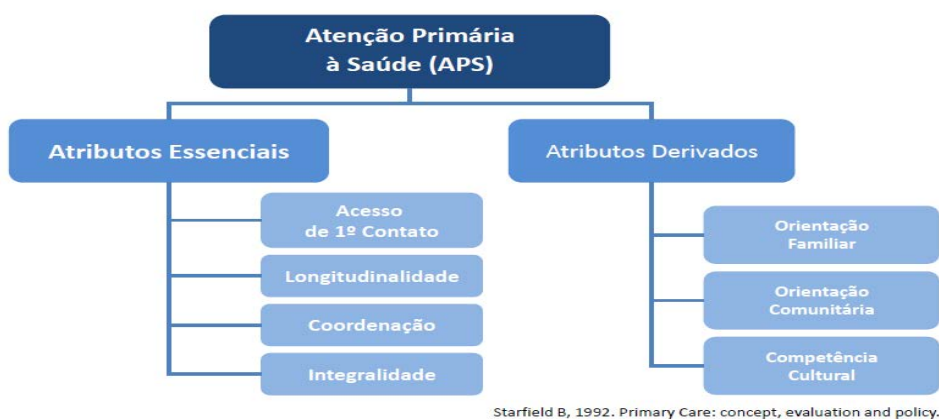 Atenção Primária
à Saúde (APS)
Atributos Essenciais
Acesso
de 1º Contato
Longitudinalidade
Coordenação
Integralidade
Atributos Derivados
Orientação
Familiar
Orientação
Comunitária
Competência
Cultural
Starfield B, 1992. Primary Care: concept, evaluation and policy.